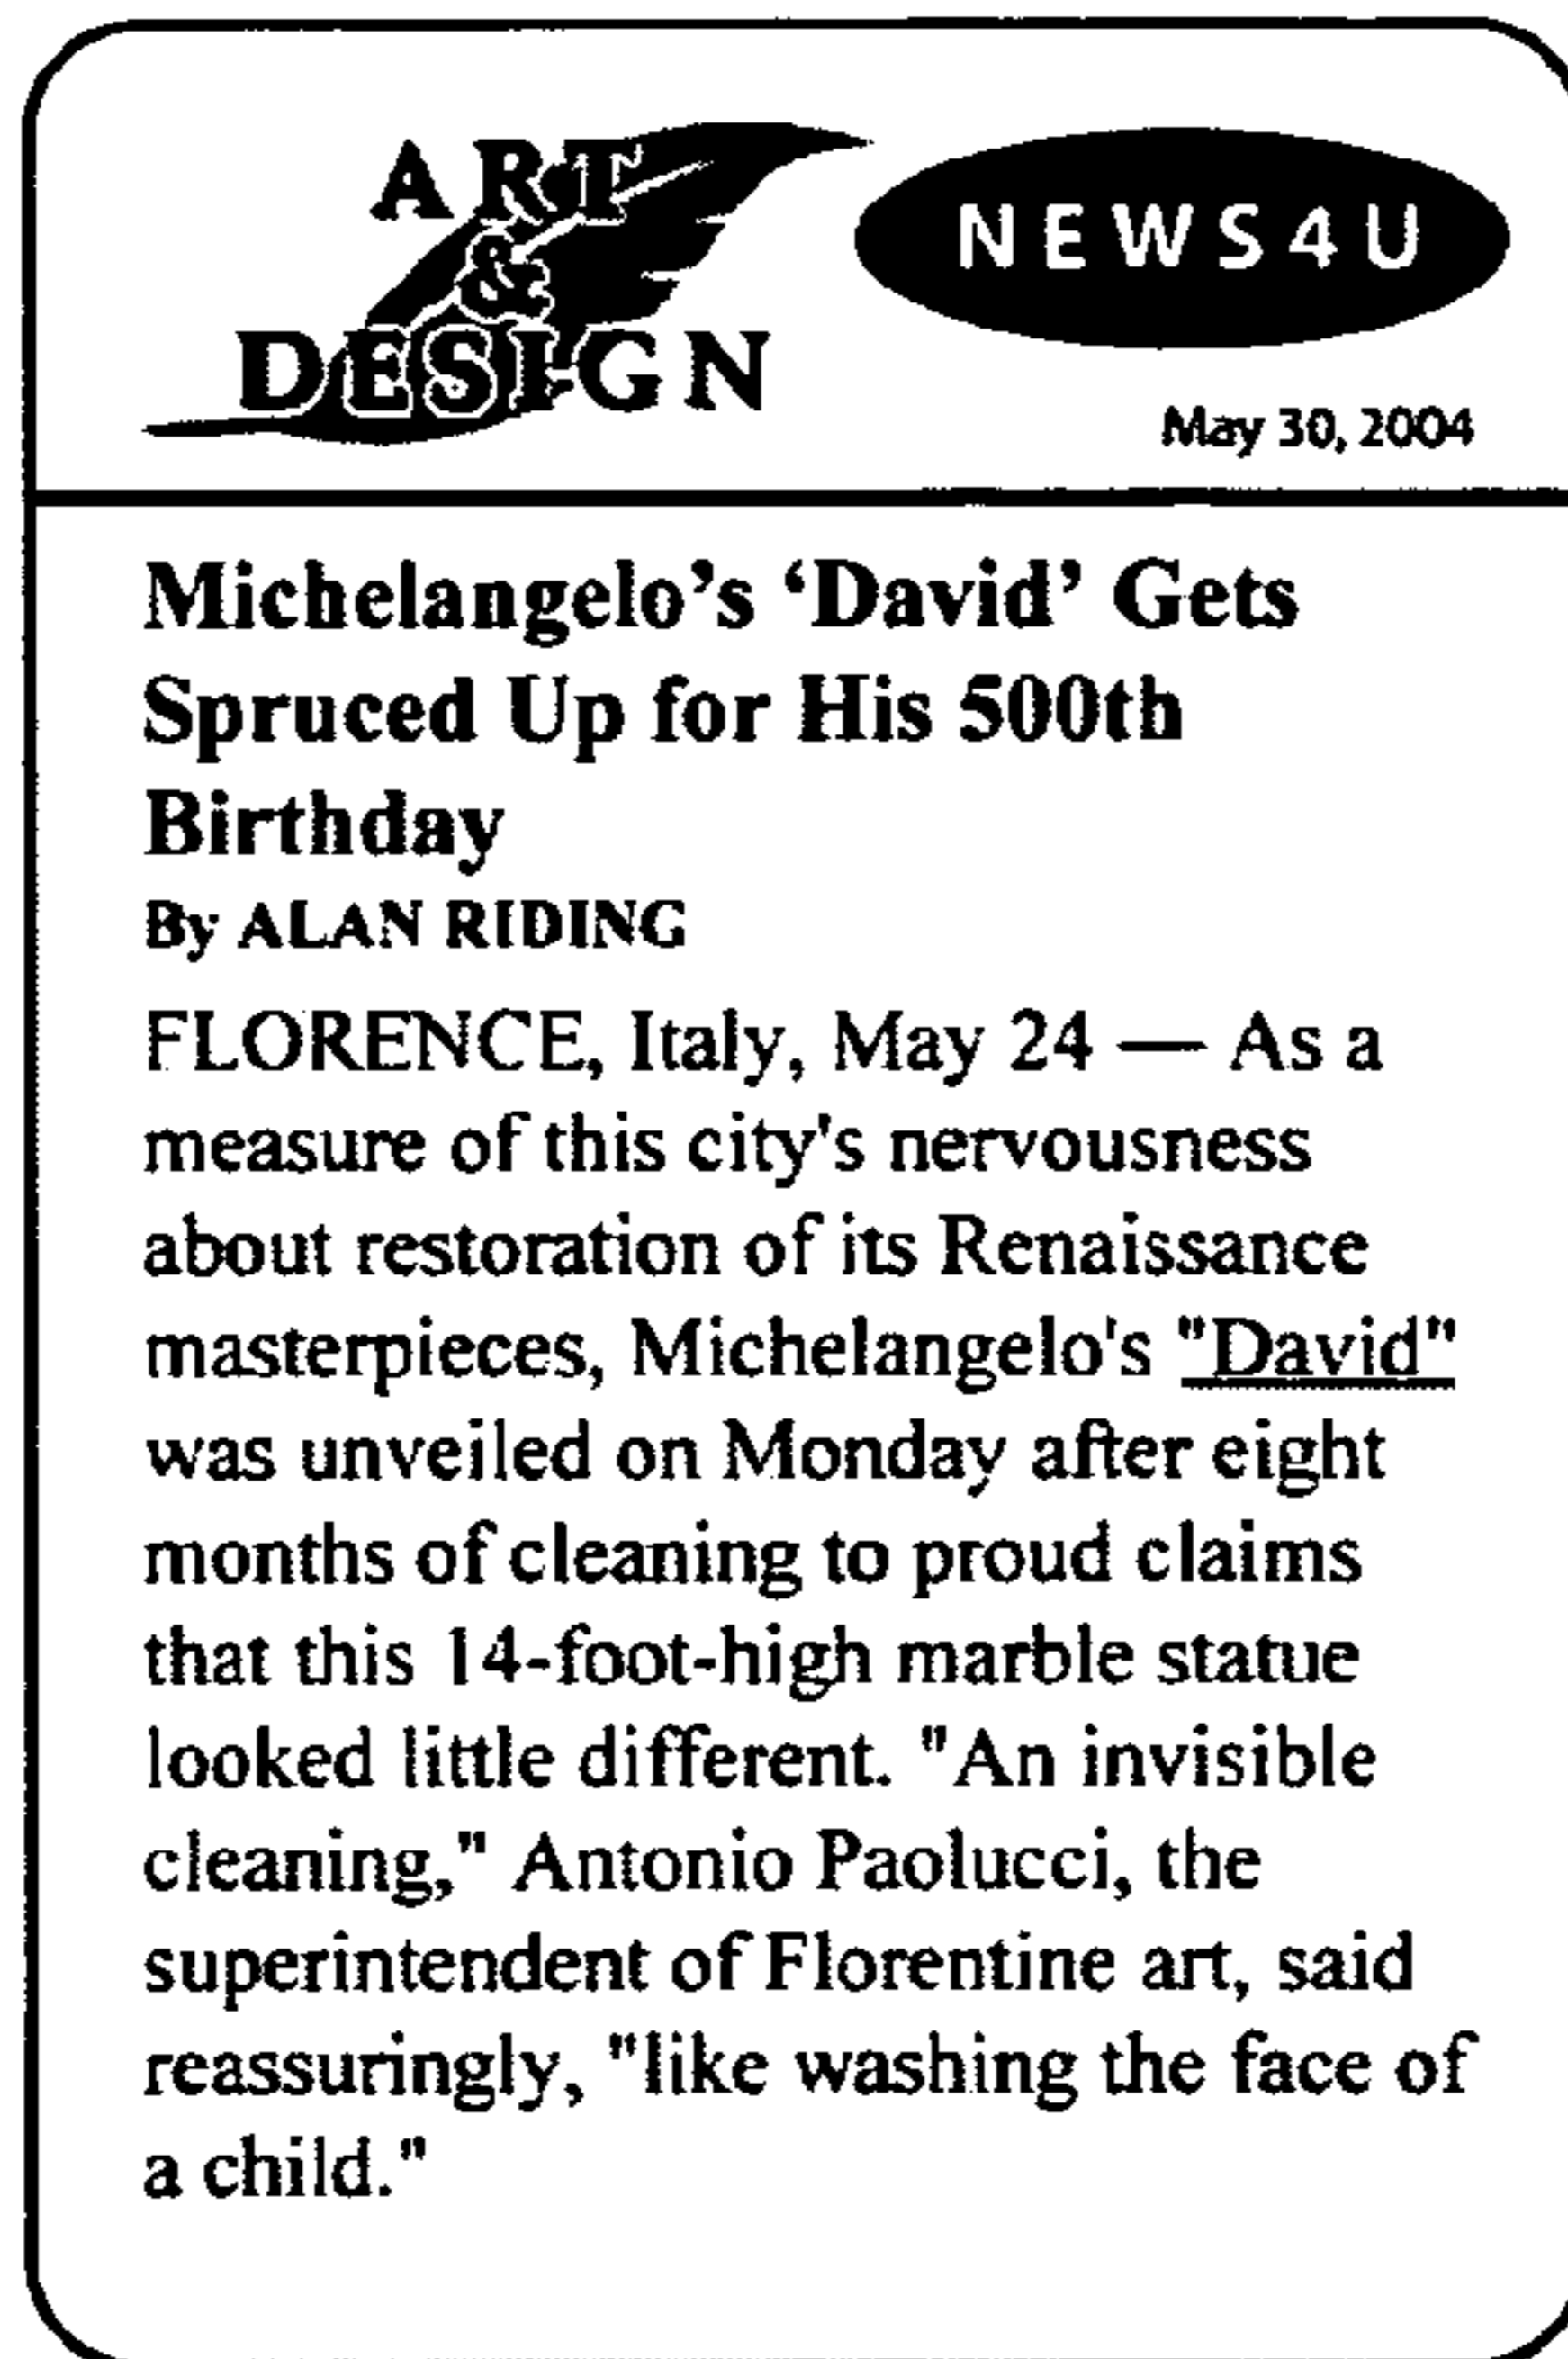 ART
&
DESIGN
NEWS4U
May 30, 2004
Michelangelo's ‘David’ Gets
Spruced Up for His 500th
Birthday
By ALAN RIDING
FLORENCE, Italy, May 24 — As a
measure of this city's nervousness
about restoration of its Renaissance
masterpieces, Michelangelo's "David"
was unveiled on Monday after eight
months of cleaning to proud claims
that this 14-foot-high marble statue
looked little different. "An invisible
cleaning," Antonio Paolucci, the
superintendent of Florentine art, said
reassuringly, "like washing the face of
a child."